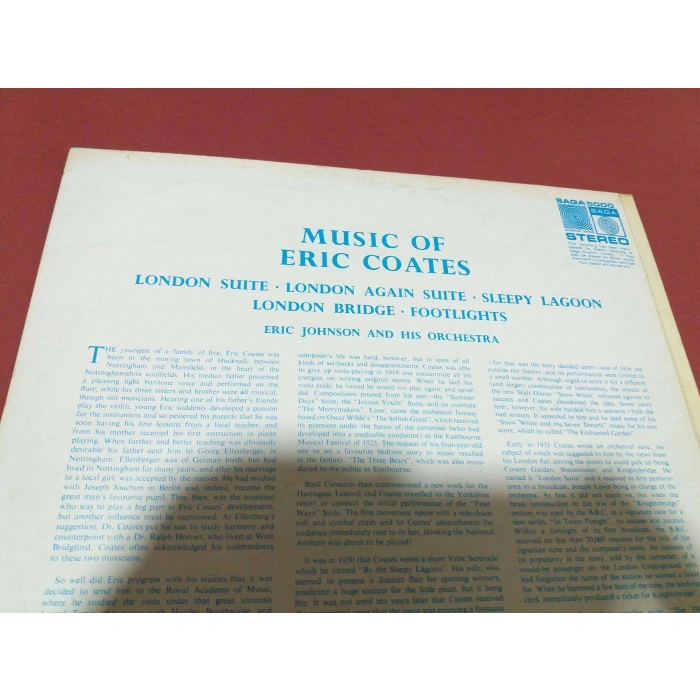 SAGA 5000
SAGA
STEREO
MUSIC OF
ERIC COATES
LONDON SUITE · LONDON AGAIN SUITE · SLEEPY LAGOON
LONDON BRIDGE · FOOTLIGHTS
ERIC JOHNSON AND HIS ORCHESTRA
THE youngest of a family of five, Eric Coates was
born in the mining town of Hucknall, between
Nottingham and Mansfield, in the heart of the
Nottinghamshire coalfields. His medico father possessed
a pleasing light baritone voice and performed on the
flute, while his three sisters and brother were all musical,
though not musicians. Hearing one of his father's friends
play the violin, young Eric suddenly developed a passion
for the instrument and so pestered his parents that he was
soon having his first lessons from a local teacher, and
from his mother received his first instruction in piano
playing. When further and better teaching was obviously
desirable his father sent him to Georg Ellenberger, in
Nottingham. Ellenberger was of German birth, but had
lived in Nottingham for many years, and after his marriage
to a local girl, was accepted by the natives. He had studied
with Joseph Joachim in Berlin and, indeed, became the
great man's favourite pupil. This, then, was the musician
who was to play a big part in Eric Coates' development,
but another influence must be mentioned. At Ellenberger's
suggestion, Dr. Coates put his son to study harmony and
counterpoint with a Dr. Ralph Horner, who lived at West
Bridgford. Coates often acknowledged his indebtedness
to these two musicians.
So well did Eric progress with his studies that it was
decided to send him to the Royal Academy of Music,
where he studied the viola under that great virtuoso
composer's life was hard, however, but in spite of all
kinds of set-backs and disappointments, Coates was able
to give up viola-playing in 1919 and concentrate all his
energies on writing original scores. When he laid his
viola aside, he vowed he would not play again, and never
did. Compositions poured from his pen—the "Summer
Days" Suite, the "Joyous Youth" Suite, and an overture
"The Merrymakers". Later, came the orchestral fantasy
based on Oscar Wilde's "The Selfish Giant", which received
its premiere under the baton of the composer (who had
developed into a creditable conductor) at the Eastbourne
Musical Festival of 1925. The request of his four-year-old
son to set a favourite bedtime story to music resulted
in the fantasy, "The Three Bears", which was also intro-
duced to the public at Eastbourne.
Basil Cameron then commissioned a new work for the
Harrogate Festival and Coates travelled to the Yorkshire
resort to conduct the initial performance of the "Four
Ways" Suite. The first movement opens with a side-drum
roll and cymbal crash and to Coates' astonishment the
audience immediately rose to its feet, thinking the National
Anthem was about to be played!
It was in 1930 that Coates wrote a short Valse Serenade
which he named "By the Sleepy Lagoon". His wife, who
seemed to possess a distinct flair for spotting winners,
predicted a huge success for the little piece, but it hung
fire. It was not until ten years later that Coates received
—for that was the story decided upon—was of little use
outside the theatre, and its performances were limited to
a small number. Although urged to score it for a different
(and larger) combination of instruments, the impact of
the new Walt Disney "Snow White" militated against its
success and Coates abandoned the idea. Some years
Early in 1933 Coates wrote an orchestral suite, the
subject of which was suggested to him by the views from
his London flat, among the points he could pick up being
Covent Garden, Westminster, and Knightsbridge. He
named it "London Suite" and it received its first perform-
ance in a broadcast, Joseph Lewis being in charge of the
orchestra. At first it did not catch on, but when the
brass introduction to the trio of the "Knightsbridge"
section was used by the B.B.C. as a signature tune for a
new series, "In Town Tonight", its success was assured.
Within a fortnight of its first broadcast, the B.B.C.
received no less than 20,000 requests for the title of the
signature tune and the composer's name. An instance of
its popularity is the story, told by the composer, of a
would-be passenger on the London Underground who
had forgotten the name of the station he wanted a ticket
for. When he hummed a few bars of the tune, the booking
clerk immediately produced a ticket for Knightsbridge!